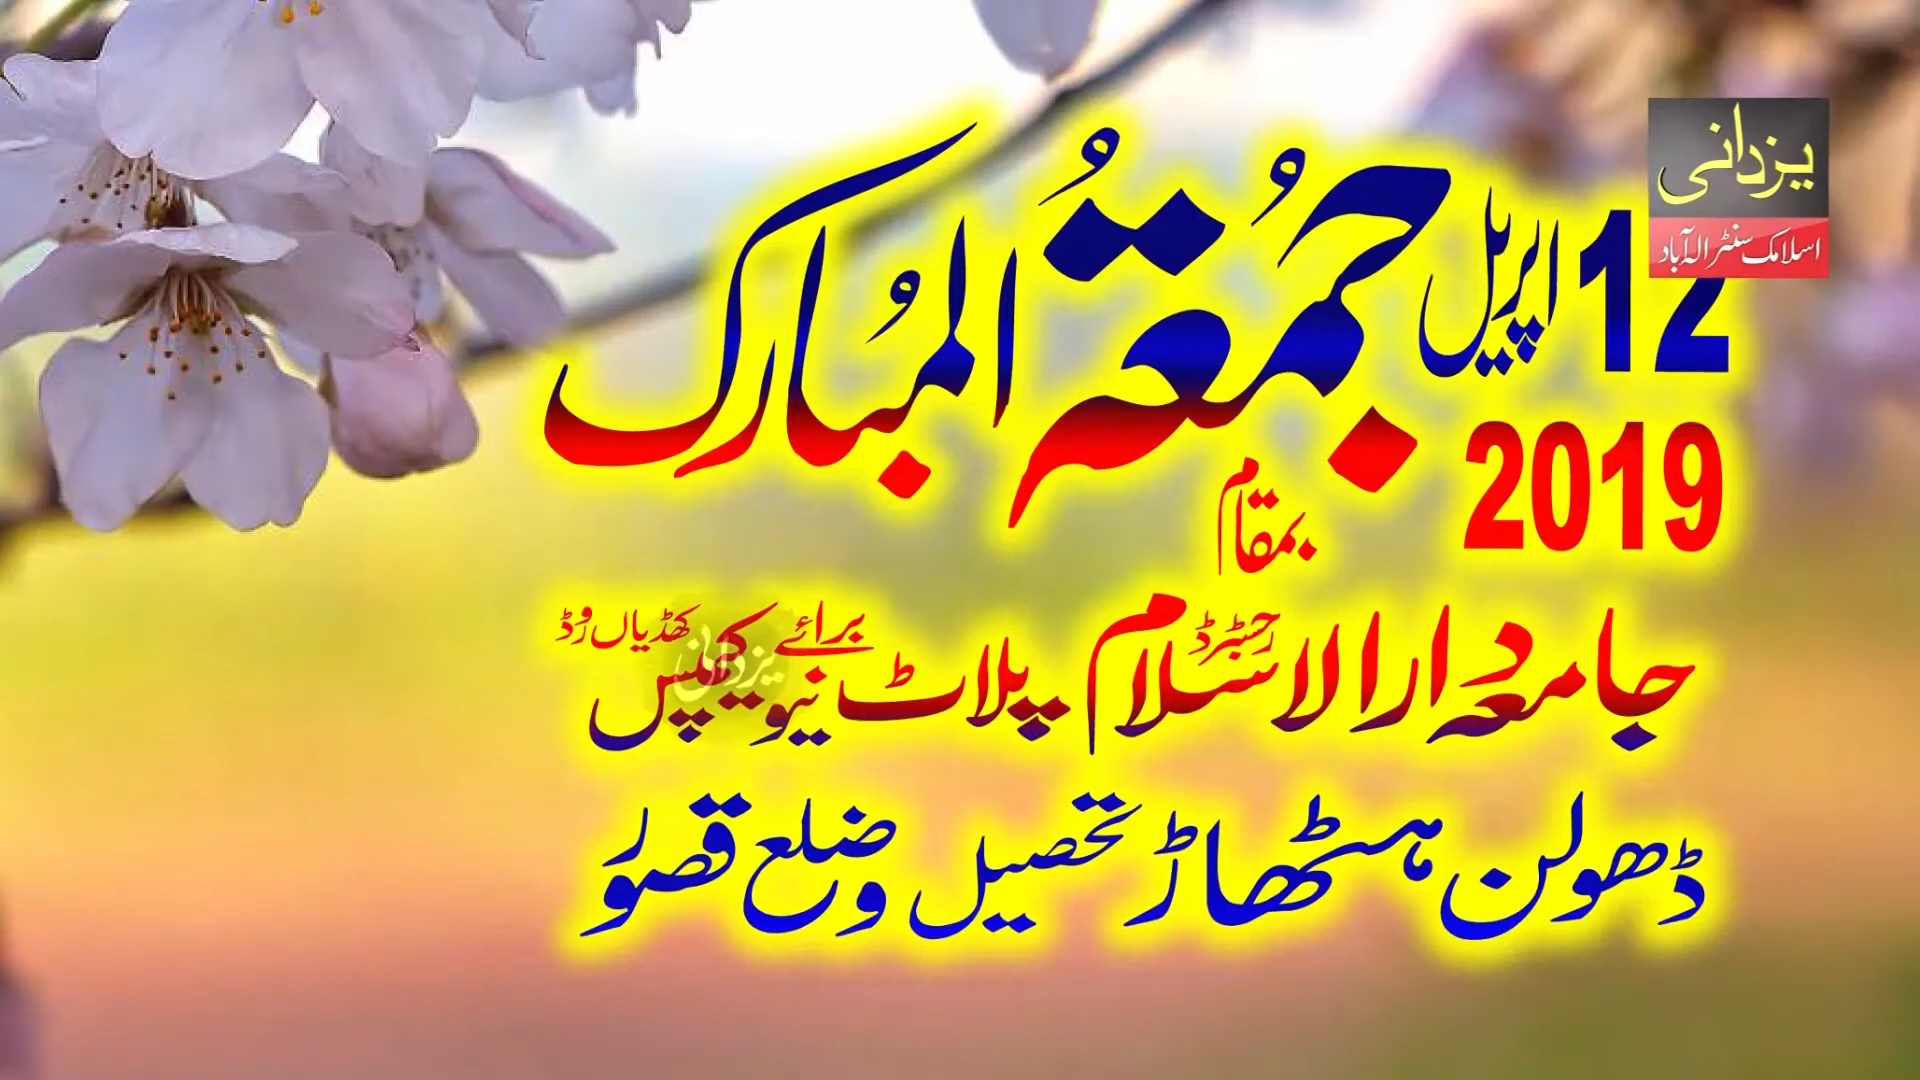 یزدانی
اسلامک سنٹر الہ آباد
12 اپریل جمعۃ المبارک
2019
بمقام
جامعہ دارالاسلام رجسٹرڈ پلاٹ برائے نیو کیمپس کھڈیاں روڈ
ڈھولن ہٹھاڑ تحصیل و ضلع قصور